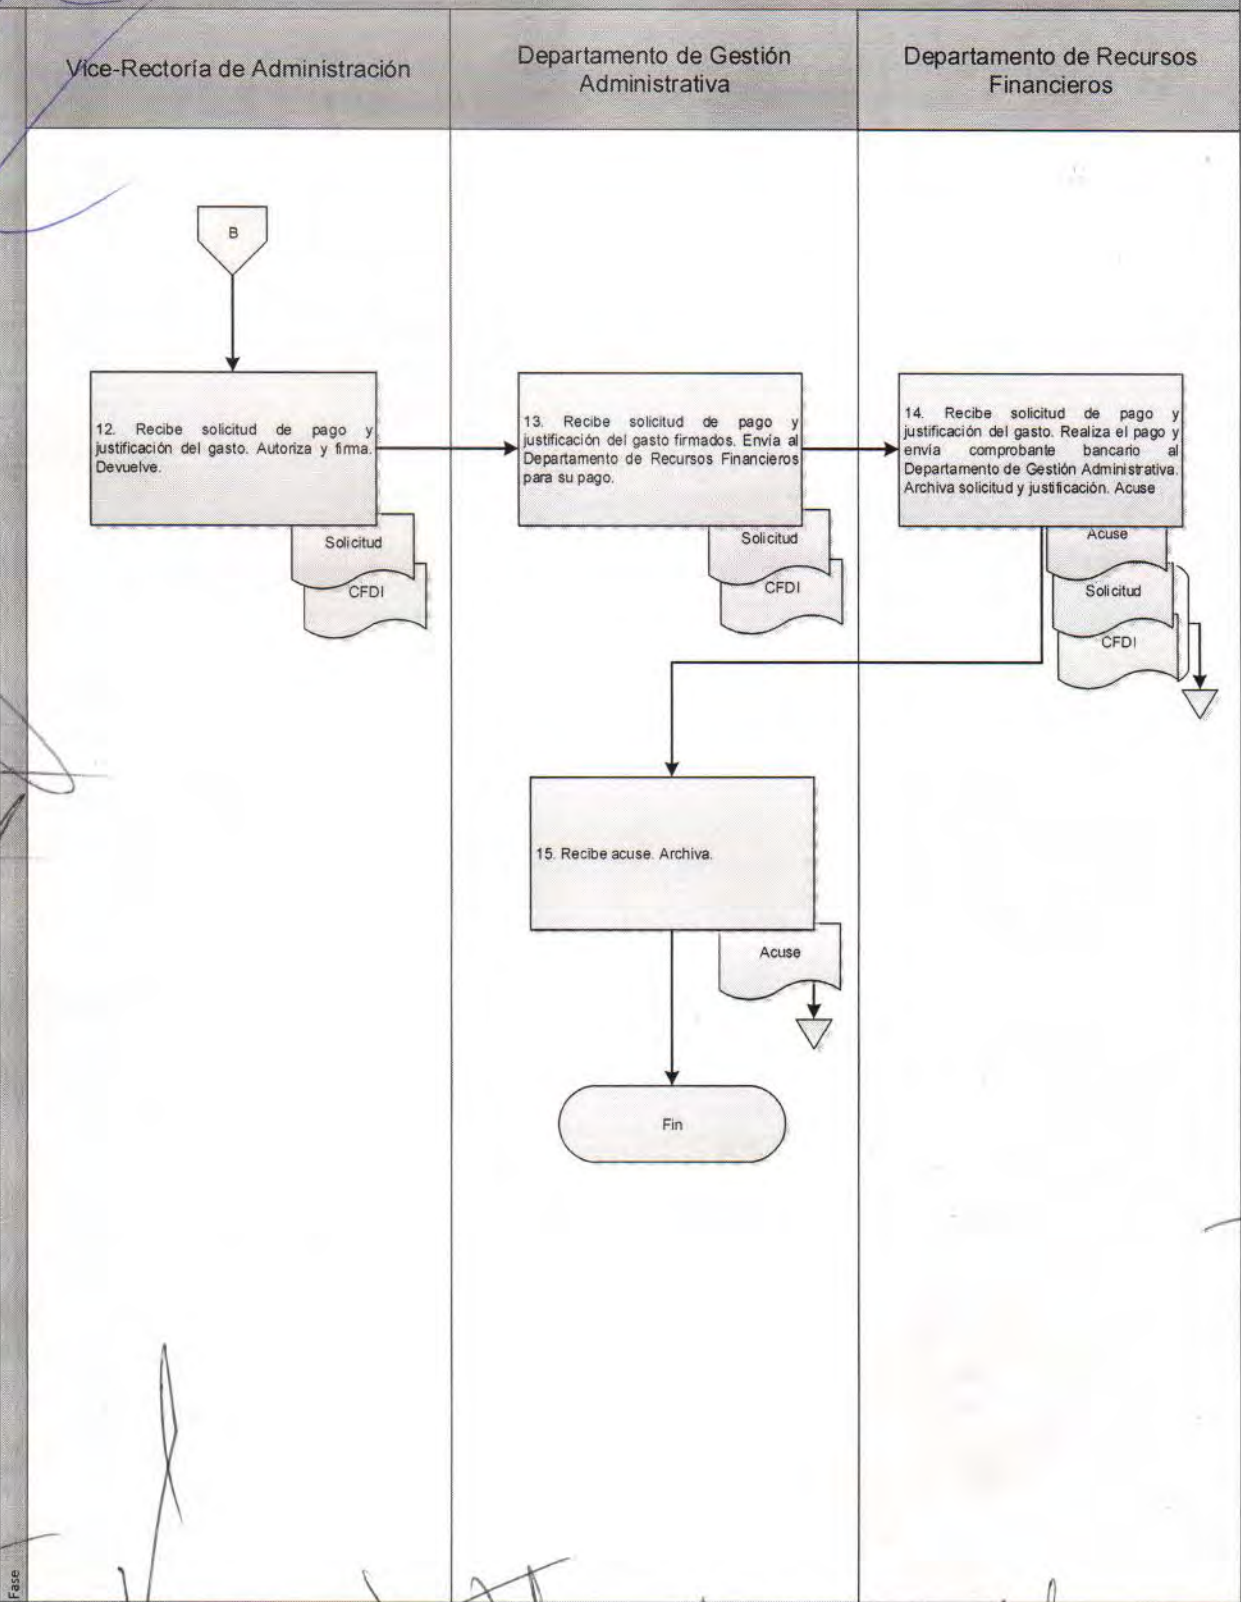 Vice-Rectoría de Administración
Departamento de Gestión
Administrativa
Departamento de Recursos
Financieros
B
12. Recibe solicitud de pago y
justificación del gasto. Autoriza y firma.
Devuelve.
Solicitud
CFDI
13. Recibe solicitud de pago y
justificación del gasto firmados. Envía al
Departamento de Recursos Financieros
para su pago.
Solicitud
CFDI
14. Recibe solicitud de pago y
justificación del gasto. Realiza el pago y
envía comprobante bancario al
Departamento de Gestión Administrativa.
Archiva solicitud y justificación. Acuse
Acuse
Solicitud
CFDI
15. Recibe acuse. Archiva.
Acuse
Fin
Fase